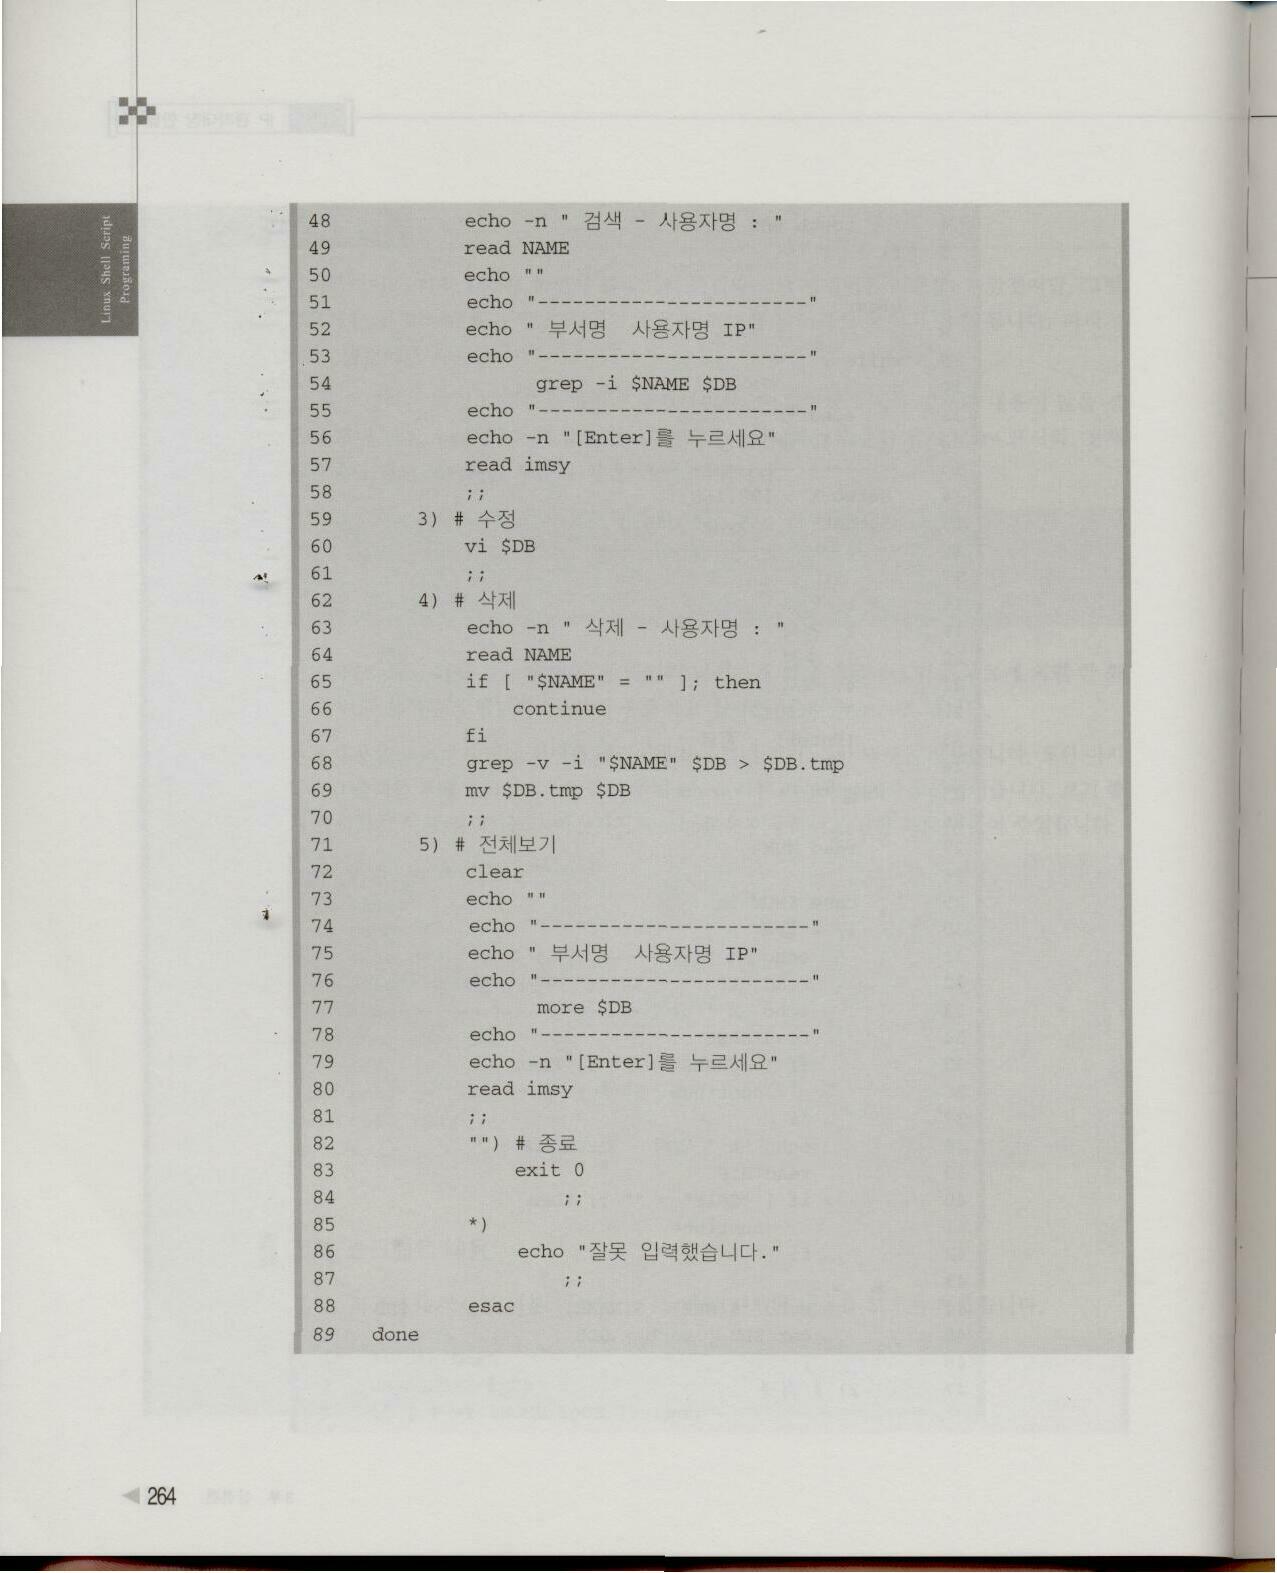 Linux Shell Script
Programing
48 echo -n " 검색 - 사용자명 : "
49 read NAME
50 echo ""
51 echo "-----------------------"
52 echo " 부서명 사용자명 IP"
53 echo "-----------------------"
54 grep -i $NAME $DB
55 echo "-----------------------"
56 echo -n "[Enter]를 누르세요"
57 read imsy
58 ;;
59 3) # 수정
60 vi $DB
61 ;;
62 4) # 삭제
63 echo -n " 삭제 - 사용자명 : "
64 read NAME
65 if [ "$NAME" = "" ]; then
66 continue
67 fi
68 grep -v -i "$NAME" $DB > $DB.tmp
69 mv $DB.tmp $DB
70 ;;
71 5) # 전체보기
72 clear
73 echo ""
74 echo "-----------------------"
75 echo " 부서명 사용자명 IP"
76 echo "-----------------------"
77 more $DB
78 echo "-----------------------"
79 echo -n "[Enter]를 누르세요"
80 read imsy
81 ;;
82 "") # 종료
83 exit 0
84 ;;
85 *)
86 echo "잘못 입력했습니다."
87 ;;
88 esac
89 done
264